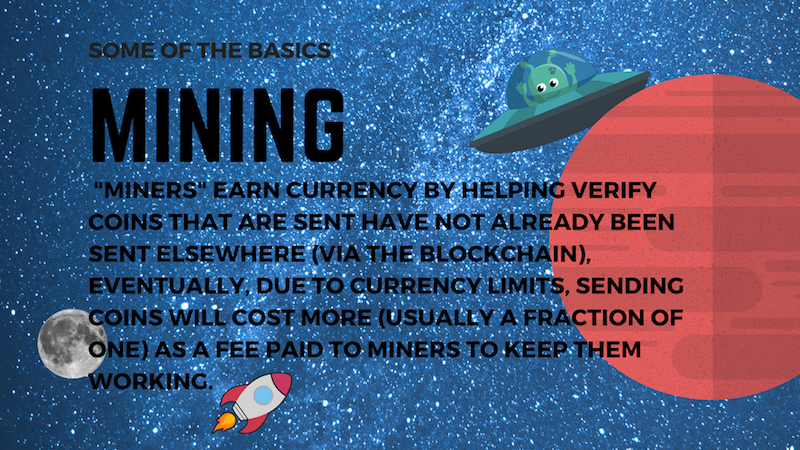 SOME OF THE BASICS
MINING
"MINERS" EARN CURRENCY BY HELPING VERIFY
COINS THAT ARE SENT HAVE NOT ALREADY BEEN
SENT ELSEWHERE (VIA THE BLOCKCHAIN),
EVENTUALLY, DUE TO CURRENCY LIMITS, SENDING
COINS WILL COST MORE (USUALLY A FRACTION OF
ONE) AS A FEE PAID TO MINERS TO KEEP THEM
WORKING.